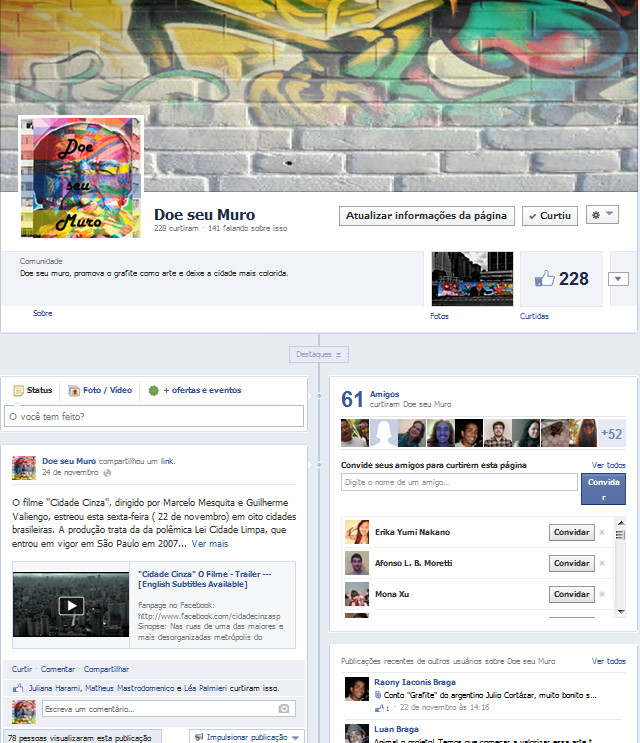 Doe
seu
Muro
Doe seu Muro
228 curtiram · 141 falando sobre isso
Atualizar informações da página
Curtiu
Comunidade
Doe seu muro, promova o grafite como arte e deixe a cidade mais colorida.
Sobre
Fotos
228
Curtidas
Destaques
Status
Foto / Vídeo
+ ofertas e eventos
O você tem feito?
Doe seu Muro compartilhou um link.
24 de novembro
O filme "Cidade Cinza", dirigido por Marcelo Mesquita e Guilherme
Valiengo, estreou esta sexta-feira ( 22 de novembro) em oito cidades
brasileiras. A produção trata da da polêmica Lei Cidade Limpa, que
entrou em vigor em São Paulo em 2007... Ver mais
"Cidade Cinza" O Filme - Trailer ---
[English Subtitles Available]
Fanpage no Facebook:
http://www.facebook.com/cidadecinzasp
Sinopse: Nas ruas de uma das maiores e
mais desorganizadas metrópolis do
Curtir · Comentar · Compartilhar
Juliana Harami, Matheus Mastrodomenico e Léa Palmieri curtiram isso.
Escreva um comentário...
78 pessoas visualizaram esta publicação
Impulsionar publicação
61 Amigos
curtiram Doe seu Muro
+52
Convide seus amigos para curtirem esta página
Ver todos
Digite o nome de um amigo...
Convida
r
Erika Yumi Nakano
Convidar
Afonso L. B. Moretti
Convidar
Mona Xu
Convidar
Publicações recentes de outros usuários sobre Doe seu Muro
Ver todos
Raony Iaconis Braga
Conto "Grafite" do argentino Julio Cortázar, muito bonito s...
1 · 22 de novembro às 14:16
Luan Braga
Animal o projeto! Temos que começar a valorizar essa arte t